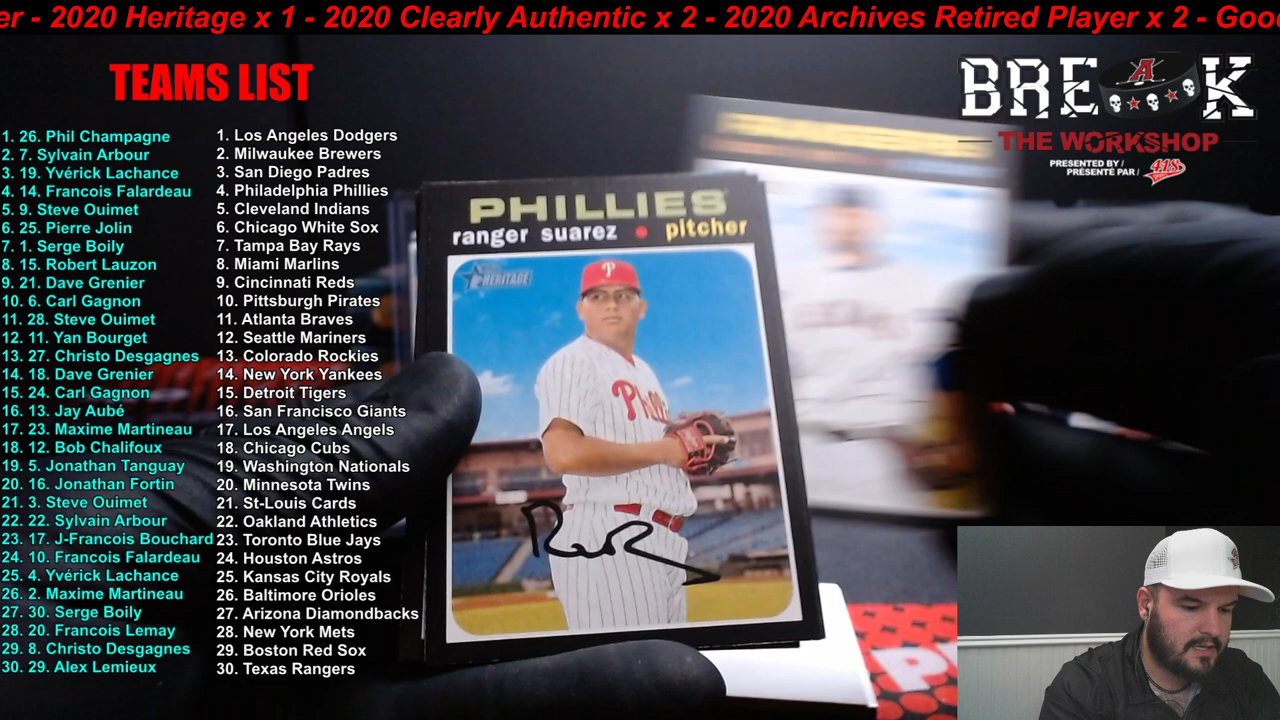 er - 2020 Heritage x 1 - 2020 Clearly Authentic x 2 - 2020 Archives Retired Player x 2 - Good
TEAMS LIST
1. 26. Phil Champagne
2. 7. Sylvain Arbour
3. 19. Yvérick Lachance
4. 14. Francois Falardeau
5. 9. Steve Ouimet
6. 25. Pierre Jolin
7. 1. Serge Boily
8. 15. Robert Lauzon
9. 21. Dave Grenier
10. 6. Carl Gagnon
11. 28. Steve Ouimet
12. 11. Yan Bourget
13. 27. Christo Desgagnes
14. 18. Dave Grenier
15. 24. Carl Gagnon
16. 13. Jay Aubé
17. 23. Maxime Martineau
18. 12. Bob Chalifoux
19. 5. Jonathan Tanguay
20. 16. Jonathan Fortin
21. 3. Steve Ouimet
22. 22. Sylvain Arbour
23. 17. J-Francois Bouchard
24. 10. Francois Falardeau
25. 4. Yvérick Lachance
26. 2. Maxime Martineau
27. 30. Serge Boily
28. 20. Francois Lemay
29. 8. Christo Desgagnes
30. 29. Alex Lemieux
1. Los Angeles Dodgers
2. Milwaukee Brewers
3. San Diego Padres
4. Philadelphia Phillies
5. Cleveland Indians
6. Chicago White Sox
7. Tampa Bay Rays
8. Miami Marlins
9. Cincinnati Reds
10. Pittsburgh Pirates
11. Atlanta Braves
12. Seattle Mariners
13. Colorado Rockies
14. New York Yankees
15. Detroit Tigers
16. San Francisco Giants
17. Los Angeles Angels
18. Chicago Cubs
19. Washington Nationals
20. Minnesota Twins
21. St-Louis Cards
22. Oakland Athletics
23. Toronto Blue Jays
24. Houston Astros
25. Kansas City Royals
26. Baltimore Orioles
27. Arizona Diamondbacks
28. New York Mets
29. Boston Red Sox
30. Texas Rangers
PHILLIES
ranger suarez • pitcher
HERITAGE
Phillies
BRE K
THE WORKSHOP
PRESENTED BY /
PRÉSENTÉ PAR /
418